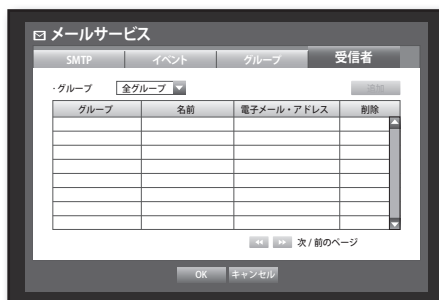 メールサービス
SMTP イベント グループ 受信者
· グループ 全グループ 追加
グループ 名前 電子メール・アドレス 削除
次 / 前のページ
OK キャンセル